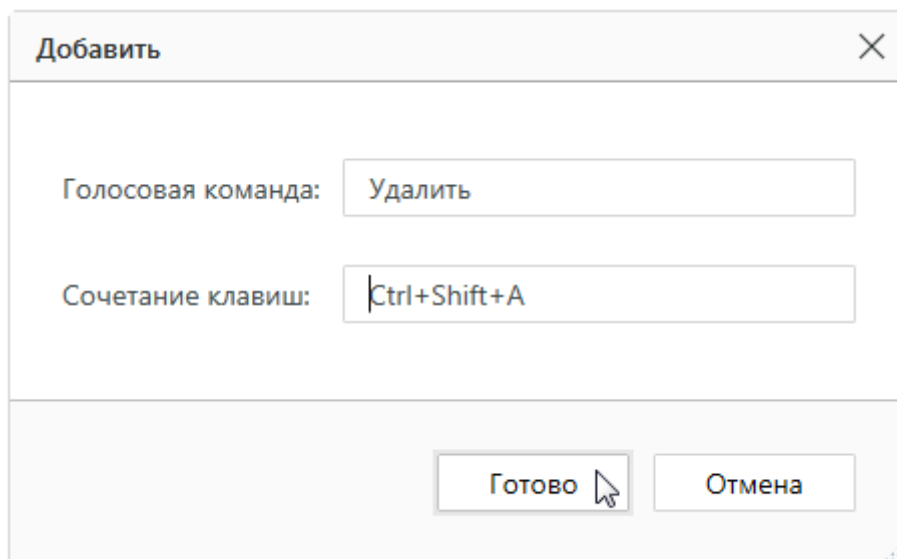 Добавить
Голосовая команда: Удалить
Сочетание клавиш: Ctrl+Shift+A
Готово Отмена